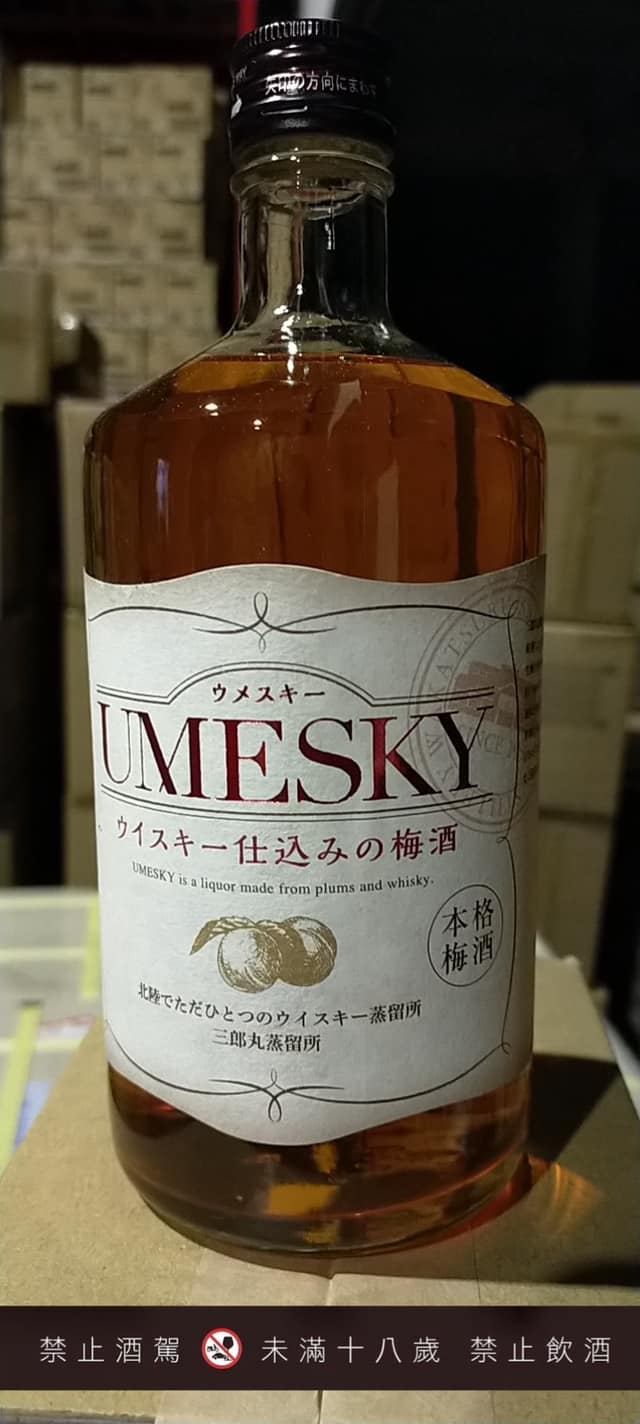 矢印の方向にまわす
ウメスキー
UMESKY
ウイスキー仕込みの梅酒
UMESKY is a liquor made from plums and whisky.
本格
梅酒
北陸でただひとつのウイスキー蒸留所
三郎丸蒸留所
禁止酒駕 未滿十八歲 禁止飲酒